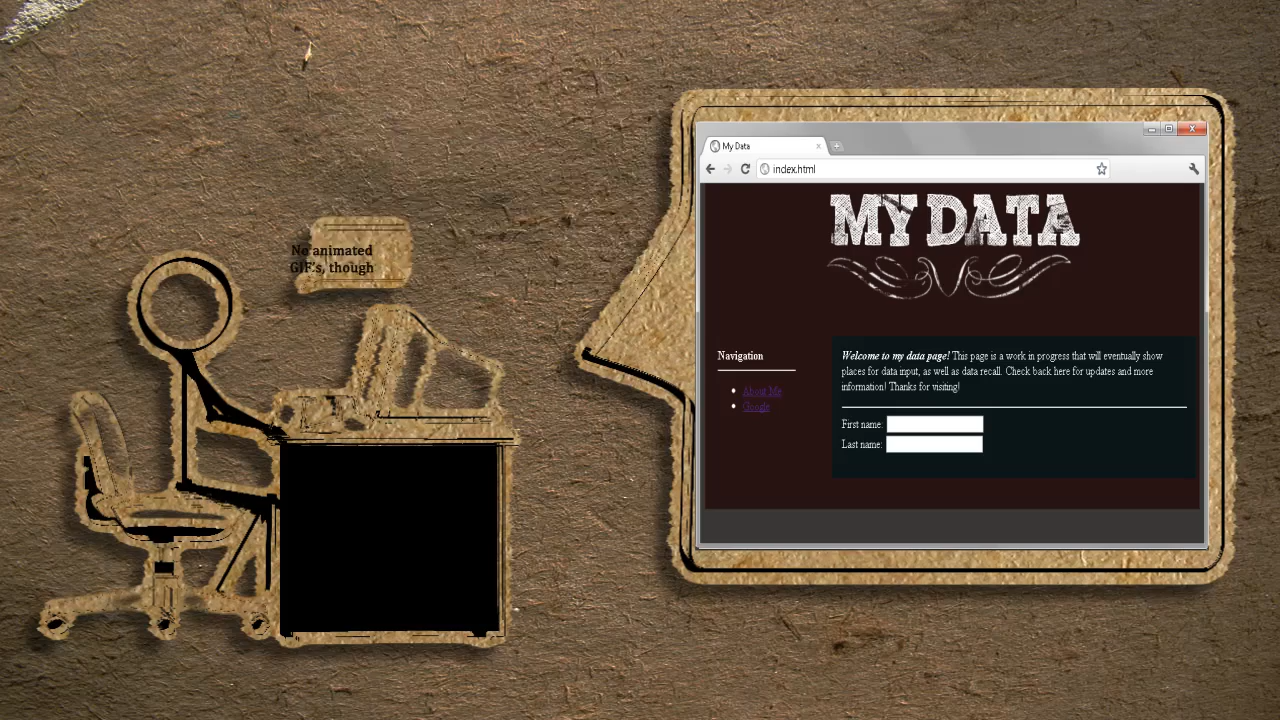 No animated
GIF's, though
My Data
index.html
MY DATA
Navigation
About Me
Google
Welcome to my data page! This page is a work in progress that will eventually show
places for data input, as well as data recall. Check back here for updates and more
information! Thanks for visiting!
First name:
Last name: